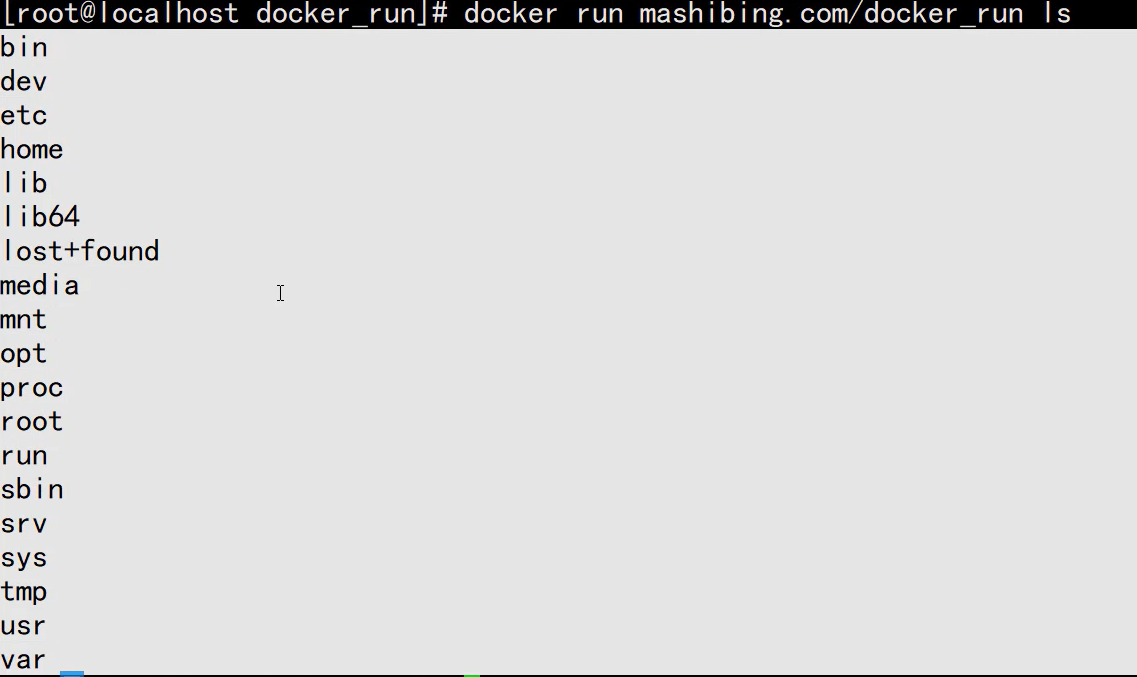 [root@localhost docker_run]# docker run mashibing.com/docker_run ls
bin
dev
etc
home
lib
lib64
lost+found
media
mnt
opt
proc
root
run
sbin
srv
sys
tmp
usr
var